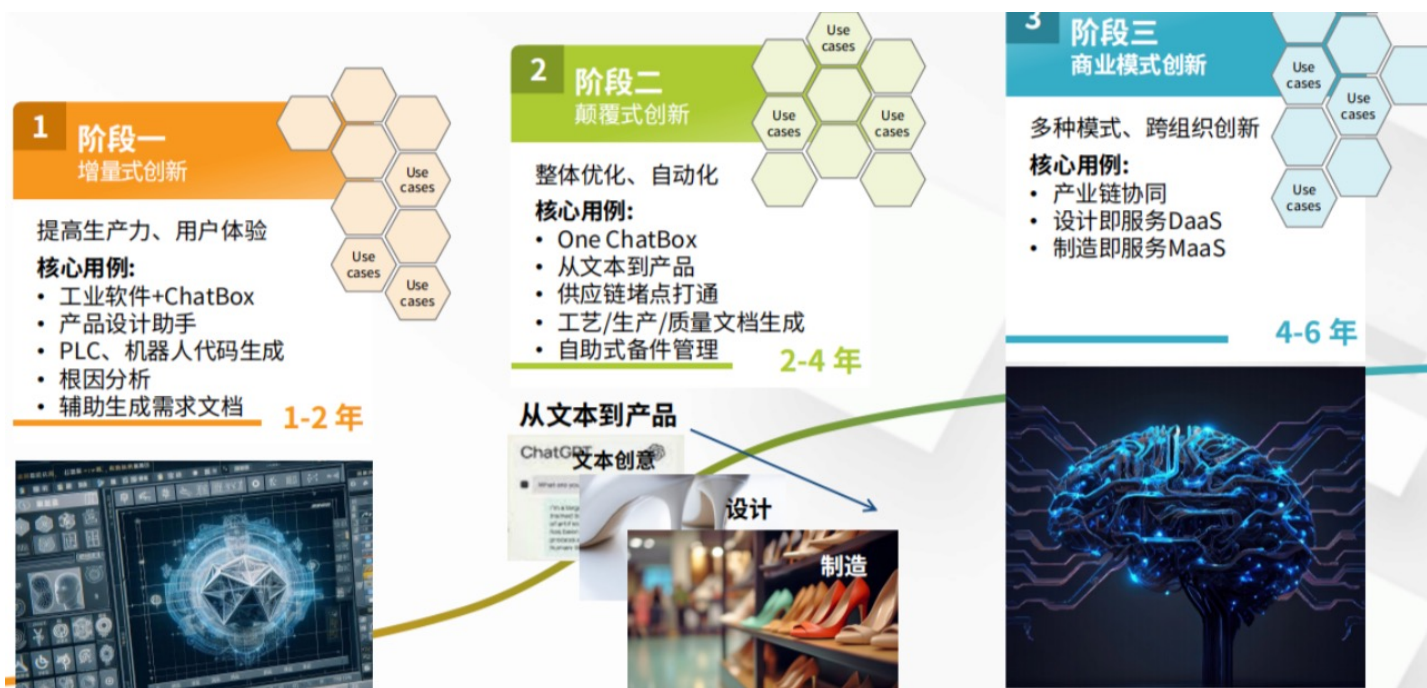 1
阶段一
增量式创新
Use
cases
Use
cases
Use
cases
提高生产力、用户体验
核心用例:
• 工业软件+ChatBox
• 产品设计助手
• PLC、机器人代码生成
• 根因分析
• 辅助生成需求文档
1-2 年
2
阶段二
颠覆式创新
Use
cases
Use
cases
Use
cases
整体优化、自动化
核心用例:
• One ChatBox
• 从文本到产品
• 供应链堵点打通
• 工艺/生产/质量文档生成
• 自助式备件管理
2-4 年
从文本到产品
ChatGPT
文本创意
设计
制造
3
阶段三
商业模式创新
Use
cases
Use
cases
Use
cases
多种模式、跨组织创新
核心用例:
• 产业链协同
• 设计即服务DaaS
• 制造即服务MaaS
4-6 年